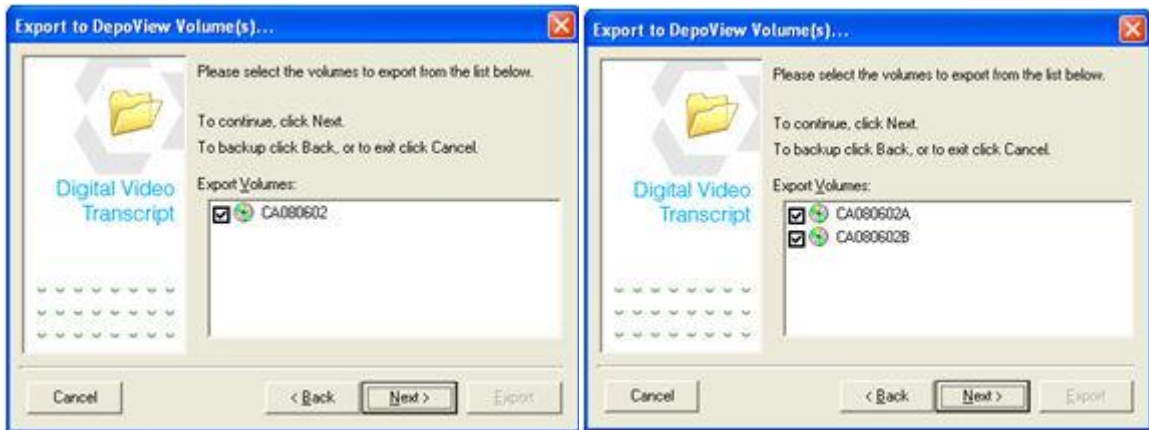 Export to DepoView Volume(s)...
Please select the volumes to export from the list below.
To continue, click Next.
To backup click Back, or to exit click Cancel.
Digital Video
Transcript
Export Volumes:
CA080602
Cancel
< Back
Next >
Export
Export to DepoView Volume(s)...
Please select the volumes to export from the list below.
To continue, click Next.
To backup click Back, or to exit click Cancel.
Digital Video
Transcript
Export Volumes:
CA080602A
CA080602B
Cancel
< Back
Next >
Export